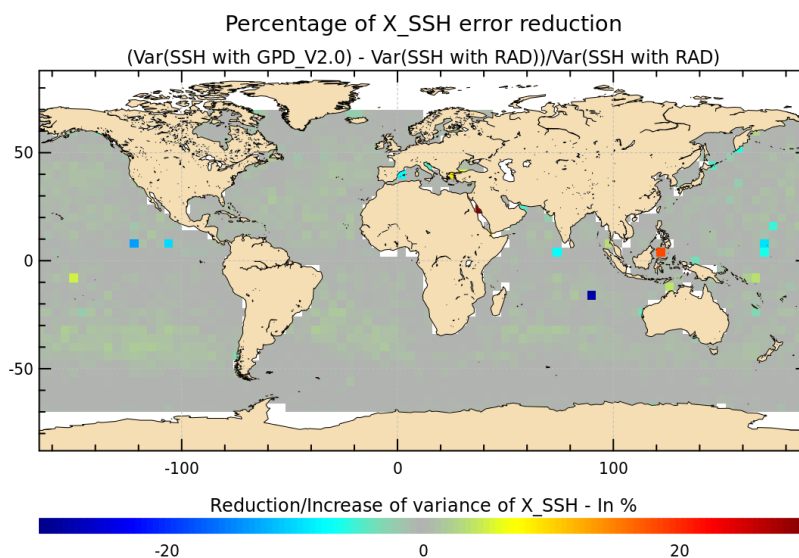 Percentage of X_SSH error reduction
(Var(SSH with GPD_V2.0) - Var(SSH with RAD))/Var(SSH with RAD)
50
0
-50
-100 0 100
Reduction/Increase of variance of X_SSH - In %
-20 0 20